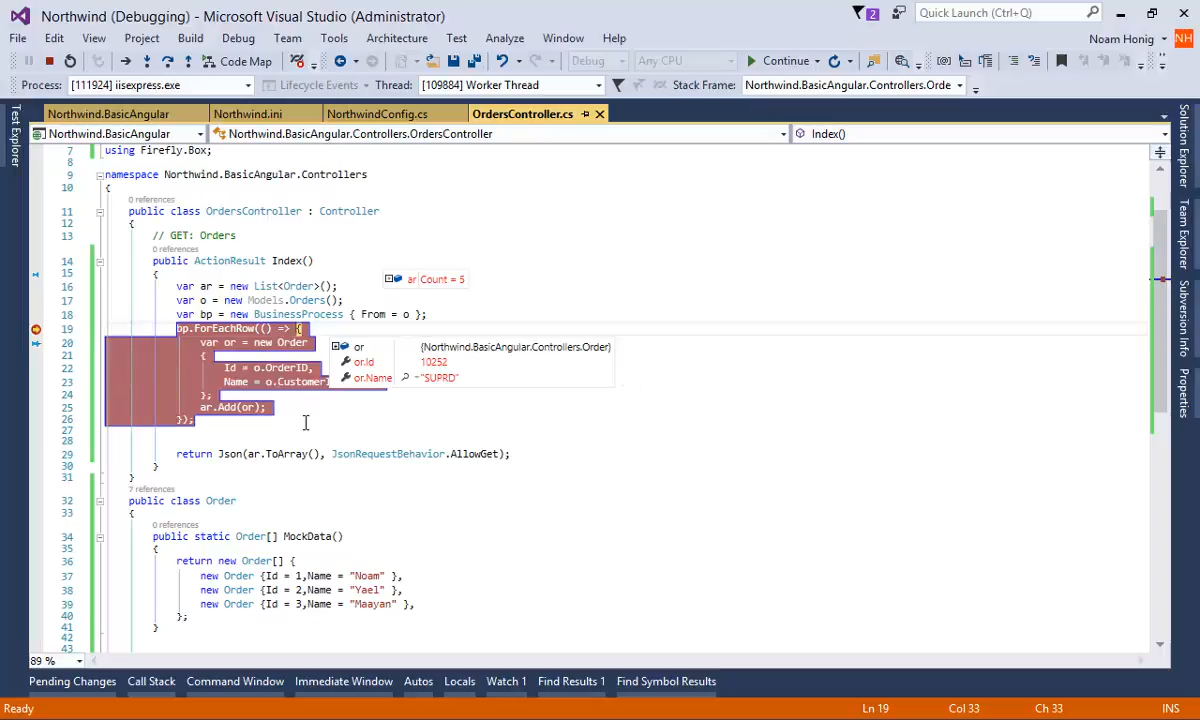 Northwind (Debugging) - Microsoft Visual Studio (Administrator)
2
Quick Launch (Ctrl+Q)
File Edit View Project Build Debug Team Tools Architecture Test Analyze Window Help
Noam Honig NH
Code Map
Debug
Any CPU
Continue
Process: [111924] iisexpress.exe
Lifecycle Events
Thread: [109884] Worker Thread
Stack Frame: Northwind.BasicAngular.Controllers.Orde
Test Explorer
Northwind.BasicAngular Northwind.ini NorthwindConfig.cs OrdersController.cs
Northwind.BasicAngular Northwind.BasicAngular.Controllers.OrdersController Index()
7 using Firefly.Box;
8
9 namespace Northwind.BasicAngular.Controllers
10 {
0 references
11 public class OrdersController : Controller
12 {
13 // GET: Orders
0 references
14 public ActionResult Index()
15 {
ar Count = 5
16 var ar = new List<Order>();
17 var o = new Models.Orders();
18 var bp = new BusinessProcess { From = o };
19 bp.ForEachRow(() => {
20 var or = new Order
or {Northwind.BasicAngular.Controllers.Order}
21 {
or.Id 10252
22 Id = o.OrderID,
or.Name "SUPRD"
23 Name = o.CustomerI
24 };
25 ar.Add(or);
26 });
27
28
29 return Json(ar.ToArray(), JsonRequestBehavior.AllowGet);
30 }
31 }
7 references
32 public class Order
33 {
0 references
34 public static Order[] MockData()
35 {
36 return new Order[] {
37 new Order {Id = 1,Name = "Noam" },
38 new Order {Id = 2,Name = "Yael" },
39 new Order {Id = 3,Name = "Maayan" },
40 };
41 }
42
43
Solution Explorer
Team Explorer
Subversion Info
Properties
89 %
Pending Changes Call Stack Command Window Immediate Window Autos Locals Watch 1 Find Results 1 Find Symbol Results
Ready Ln 19 Col 33 Ch 33 INS